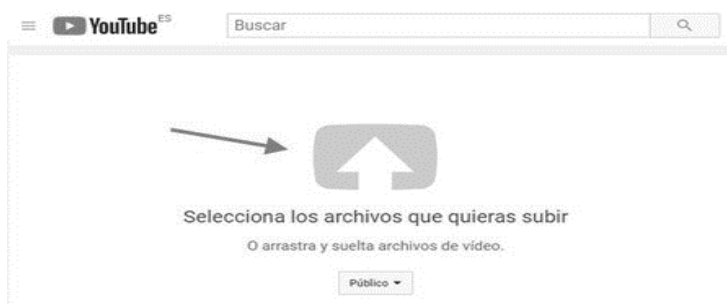 YouTube ES
Buscar
Selecciona los archivos que quieras subir
O arrastra y suelta archivos de vídeo.
Público